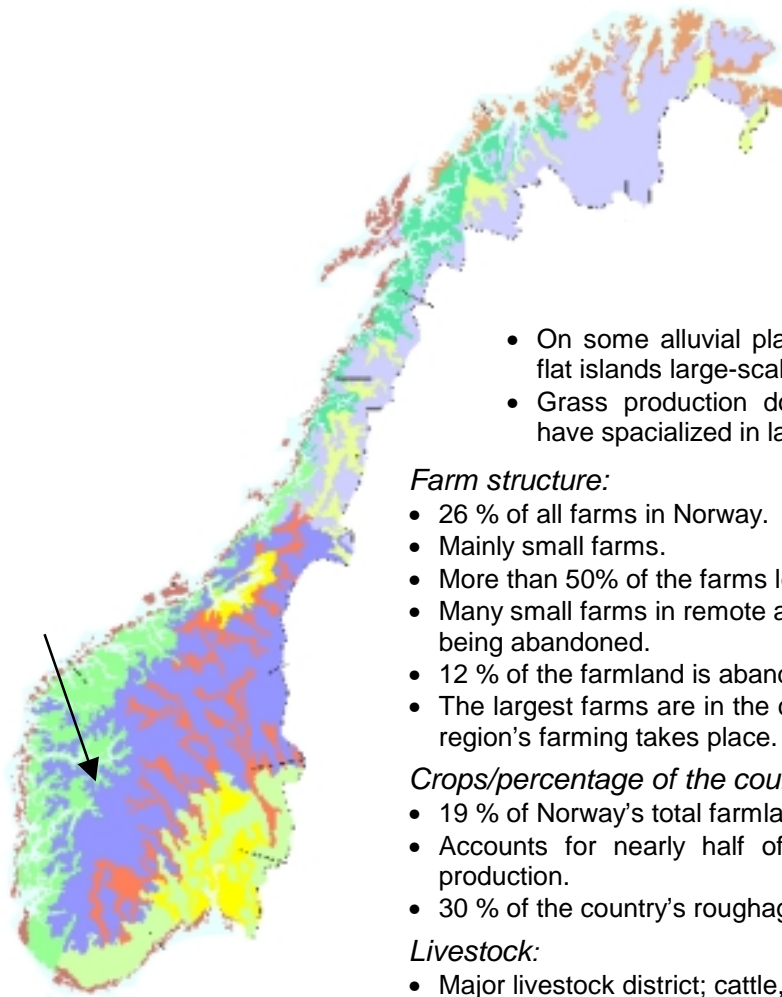 • On some alluvial pla
flat islands large-scal
• Grass production do
have spacialized in la
Farm structure:
• 26 % of all farms in Norway.
• Mainly small farms.
• More than 50% of the farms l
• Many small farms in remote a
being abandoned.
• 12 % of the farmland is aband
• The largest farms are in the c
region’s farming takes place.
Crops/percentage of the cou
• 19 % of Norway’s total farmla
• Accounts for nearly half of
production.
• 30 % of the country’s roughag
Livestock:
• Major livestock district; cattle,